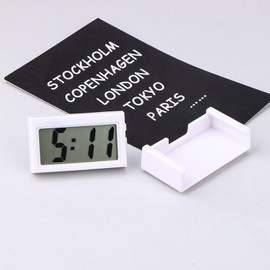 STOCKHOLM
COPENHAGEN
LONDON
TOKYO
PARIS ......
5:11